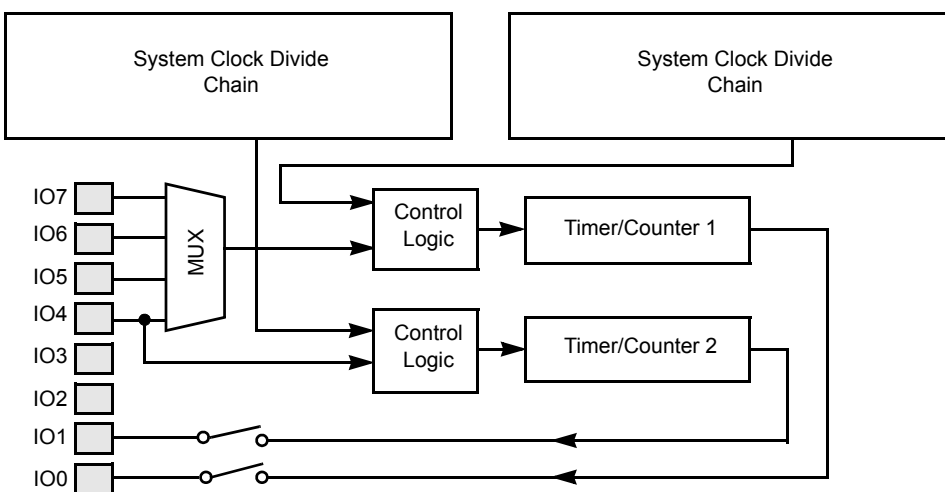 System Clock Divide
Chain
System Clock Divide
Chain
IO7
IO6
IO5
IO4
IO3
IO2
IO1
IO0
MUX
Control
Logic
Timer/Counter 1
Control
Logic
Timer/Counter 2